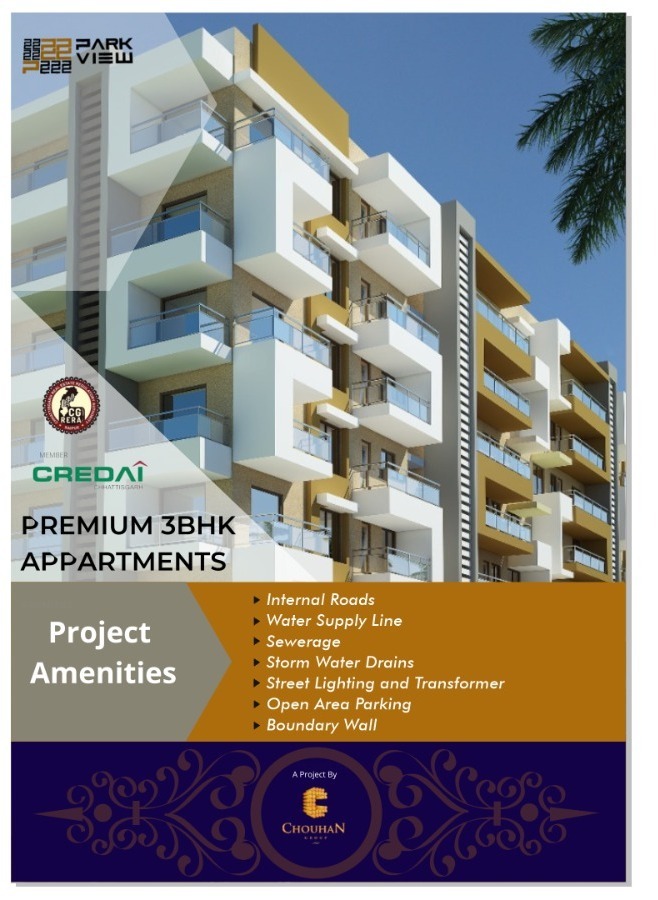 PARK
VIEW
CG
RERA
MEMBER
CREDAI
CHHATTISGARH
PREMIUM 3BHK
APPARTMENTS
Project
Amenities
Internal Roads
Water Supply Line
Sewerage
Storm Water Drains
Street Lighting and Transformer
Open Area Parking
Boundary Wall
A Project By
CHOUHAN
GROUP